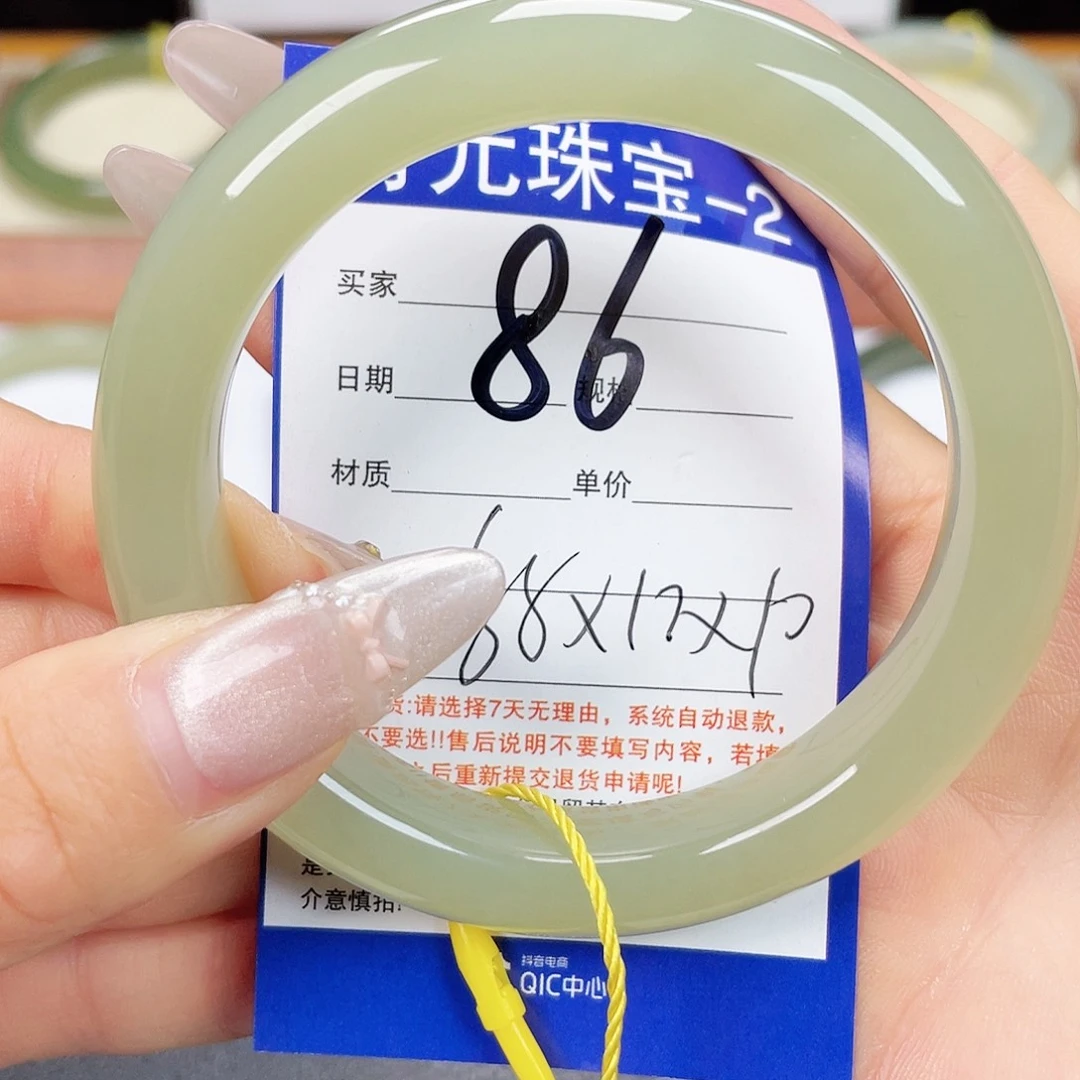 元珠宝-2
86
买家
日期 规格
材质 单价
68x12x
货:请选择7天无理由，系统自动退款，
不要选!!售后说明不要填写内容，若填
后重新提交退货申请呢!
是
介意慎拍!
抖音电商
QIC中心